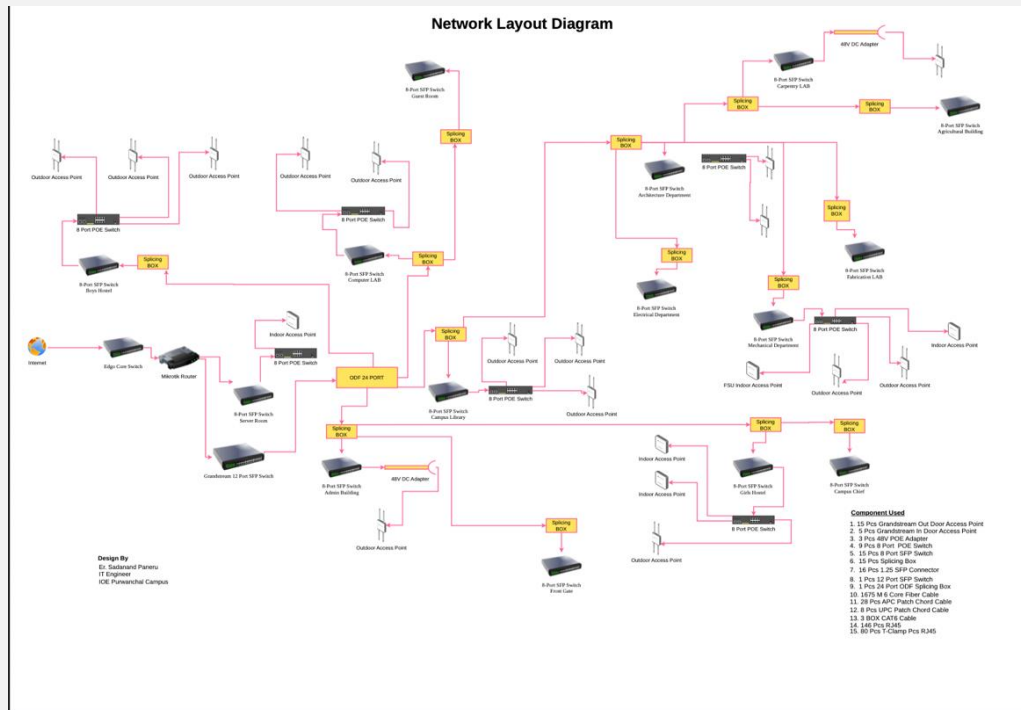 Network Layout Diagram
48V DC Adapter
8-Port SFP Switch
Carpentry LAB
8-Port SFP Switch
Guest Room
Splicing
BOX
Splicing
BOX
8-Port SFP Switch
Agricultural Building
Splicing
BOX
Splicing
BOX
Outdoor Access Point
Outdoor Access Point
Outdoor Access Point
Outdoor Access Point
Outdoor Access Point
8 Port POE Switch
8-Port SFP Switch
Architecture Department
8 Port POE Switch
8 Port POE Switch
Splicing
BOX
Splicing
BOX
8-Port SFP Switch
Boys Hostel
8-Port SFP Switch
Computer LAB
Splicing
BOX
Splicing
BOX
8-Port SFP Switch
Fabrication LAB
8-Port SFP Switch
Electrical Department
Splicing
BOX
Indoor Access Point
Internet
Edge Core Switch
Mikrotik Router
8 Port POE Switch
8-Port SFP Switch
Server Room
ODF 24 PORT
Splicing
BOX
Outdoor Access Point
Outdoor Access Point
8-Port SFP Switch
Campus Library
8 Port POE Switch
Outdoor Access Point
8-Port SFP Switch
Mechanical Department
8 Port POE Switch
Indoor Access Point
FSU Indoor Access Point
Outdoor Access Point
Outdoor Access Point
Splicing
BOX
Grandstream 12 Port SFP Switch
8-Port SFP Switch
Admin Building
48V DC Adapter
Outdoor Access Point
Splicing
BOX
8-Port SFP Switch
Front Gate
Splicing
BOX
Splicing
BOX
Indoor Access Point
Indoor Access Point
8-Port SFP Switch
Girls Hostel
8-Port SFP Switch
Campus Chief
8 Port POE Switch
Outdoor Access Point
Design By
Er. Sadanand Paneru
IT Engineer
IOE Purwanchal Campus
Component Used
1. 15 Pcs Grandstream Out Door Access Point
2. 5 Pcs Grandstream In Door Access Point
3. 3 Pcs 48V POE Adapter
4. 9 Pcs 8 Port POE Switch
5. 15 Pcs 8 Port SFP Switch
6. 15 Pcs Splicing Box
7. 16 Pcs 1.25 SFP Connector
8. 1 Pcs 12 Port SFP Switch
9. 1 Pcs 24 Port ODF Splicing Box
10. 1675 M 6 Core Fiber Cable
11. 28 Pcs APC Patch Chord Cable
12. 8 Pcs UPC Patch Chord Cable
13. 3 BOX CAT6 Cable
14. 146 Pcs RJ45
15. 80 Pcs T-Clamp Pcs RJ45